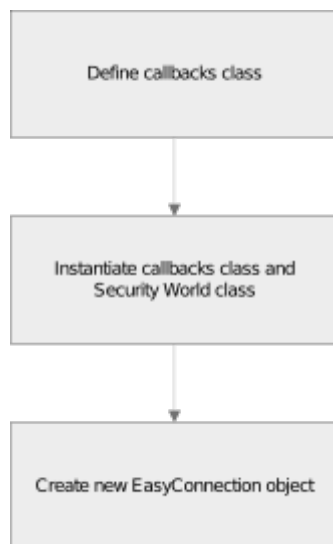 Define callbacks class
Instantiate callbacks class and
Security World class
Create new EasyConnection object